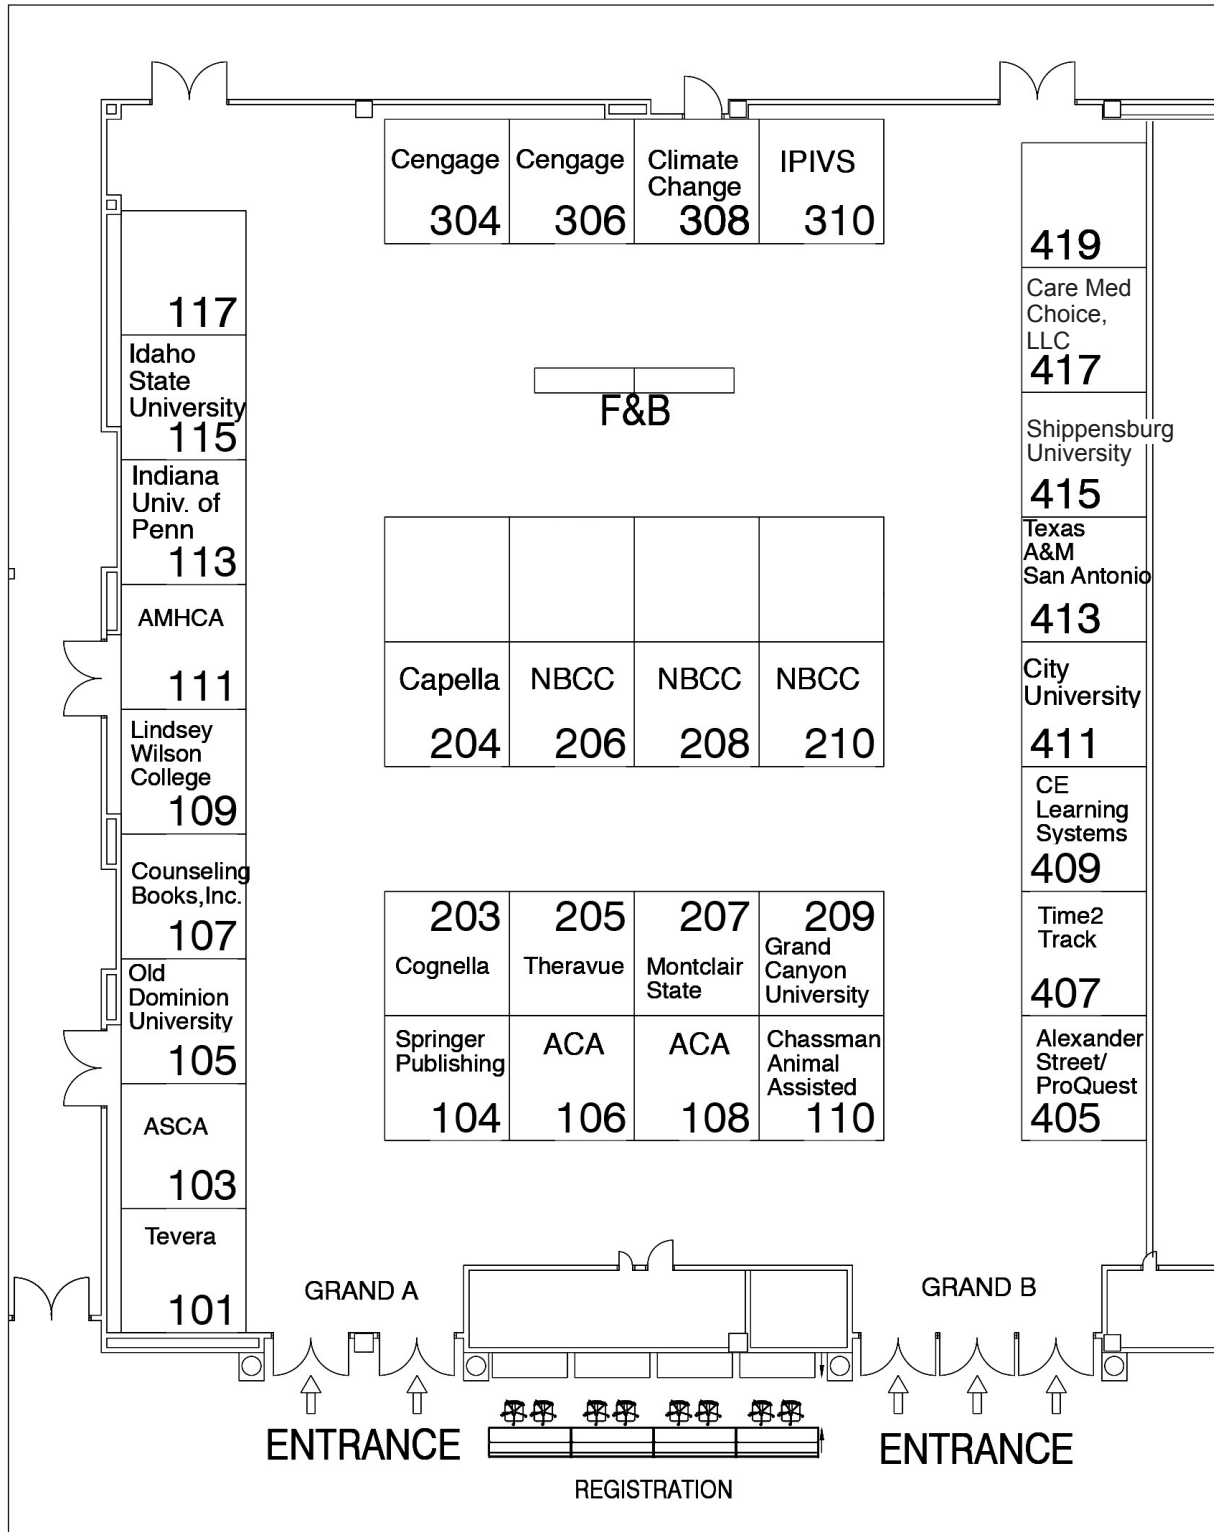 Cengage
304
Cengage
306
Climate
Change
308
IPIVS
310
419
Care Med
Choice,
LLC
417
Shippensburg
University
415
Texas
A&M
San Antonio
413
City
University
411
CE
Learning
Systems
409
Time2
Track
407
Alexander
Street/
ProQuest
405
117
Idaho
State
University
115
Indiana
Univ. of
Penn
113
AMHCA
111
Lindsey
Wilson
College
109
Counseling
Books,Inc.
107
Old
Dominion
University
105
ASCA
103
Tevera
101
F&B
Capella
204
NBCC
206
NBCC
208
NBCC
210
203
Cognella
205
Theravue
207
Montclair
State
209
Grand
Canyon
University
Springer
Publishing
104
ACA
106
ACA
108
Chassman
Animal
Assisted
110
GRAND A
GRAND B
ENTRANCE
ENTRANCE
REGISTRATION